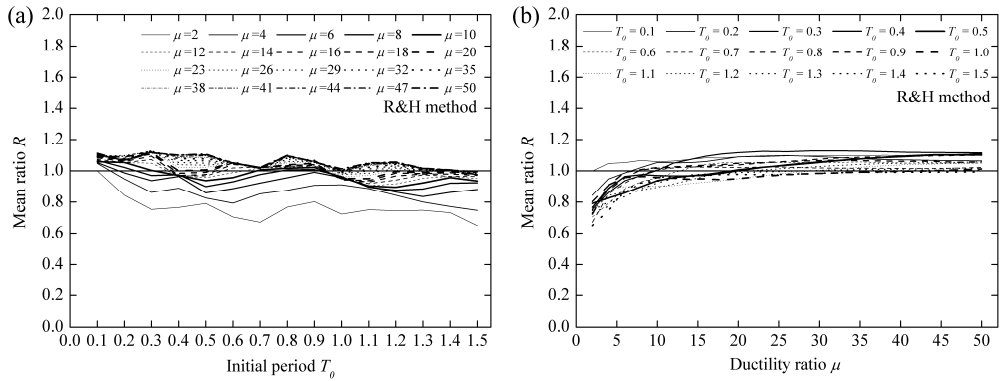 (a)
μ=2 μ=4 μ=6 μ=8 μ=10
μ=12 μ=14 μ=16 μ=18 μ=20
μ=23 μ=26 μ=29 μ=32 μ=35
μ=38 μ=41 μ=44 μ=47 μ=50
R&H method
2.0
1.8
1.6
1.4
1.2
1.0
0.8
0.6
0.4
0.2
0.0
Mean ratio R
0.0 0.1 0.2 0.3 0.4 0.5 0.6 0.7 0.8 0.9 1.0 1.1 1.2 1.3 1.4 1.5
Initial period T0
(b)
T0 = 0.1 T0 = 0.2 T0 = 0.3 T0 = 0.4 T0 = 0.5
T0 = 0.6 T0 = 0.7 T0 = 0.8 T0 = 0.9 T0 = 1.0
T0 = 1.1 T0 = 1.2 T0 = 1.3 T0 = 1.4 T0 = 1.5
R&H method
2.0
1.8
1.6
1.4
1.2
1.0
0.8
0.6
0.4
0.2
0.0
Mean ratio R
0 5 10 15 20 25 30 35 40 45 50
Ductility ratio μ